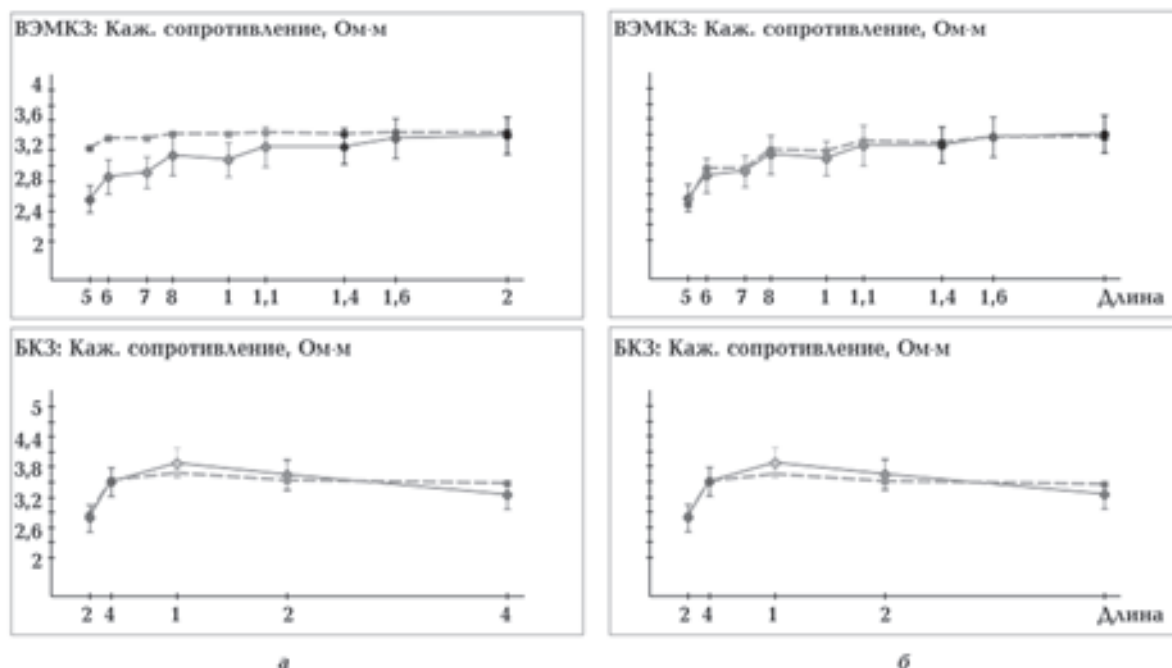 ВЭМКЗ: Каж. сопротивление, Ом·м
4
3,6
3,2
2,8
2,4
2
5 6 7 8 1 1,1 1,4 1,6 2
ВЭМКЗ: Каж. сопротивление, Ом·м
5 6 7 8 1 1,1 1,4 1,6 Длина
БКЗ: Каж. сопротивление, Ом·м
5
4,4
3,8
3,2
2,6
2
2 4 1 2 4
БКЗ: Каж. сопротивление, Ом·м
2 4 1 2 Длина
а
б